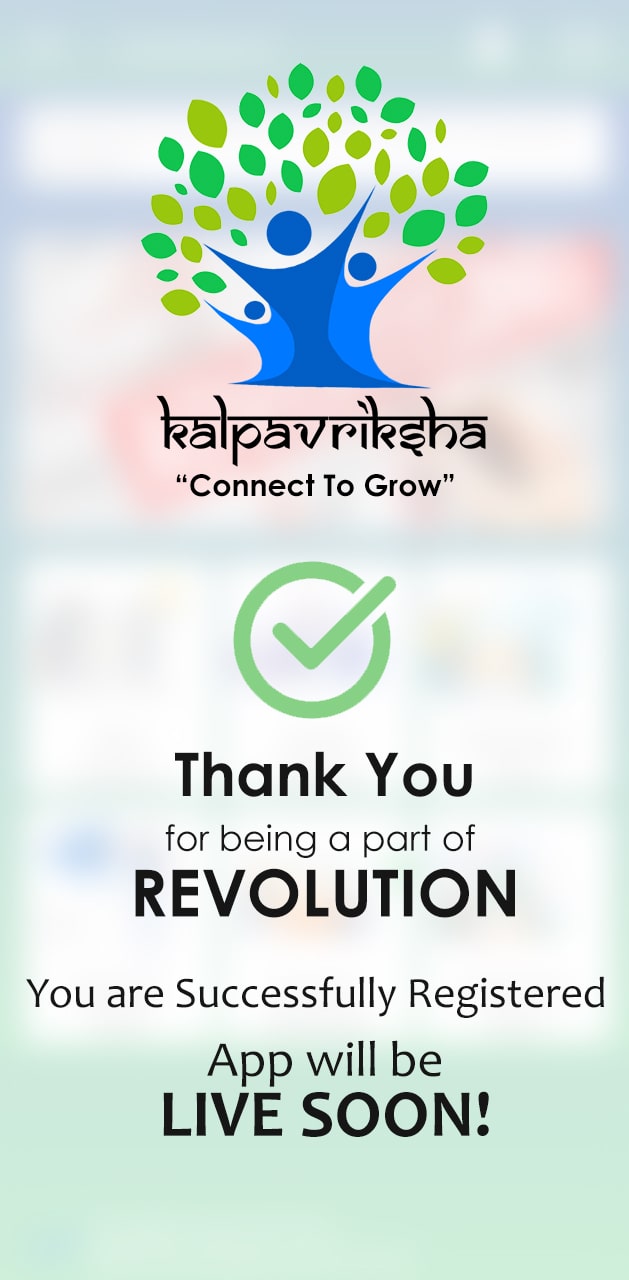 kalpavriksha
“Connect To Grow”
Thank You
for being a part of
REVOLUTION
You are Successfully Registered
App will be
LIVE SOON!